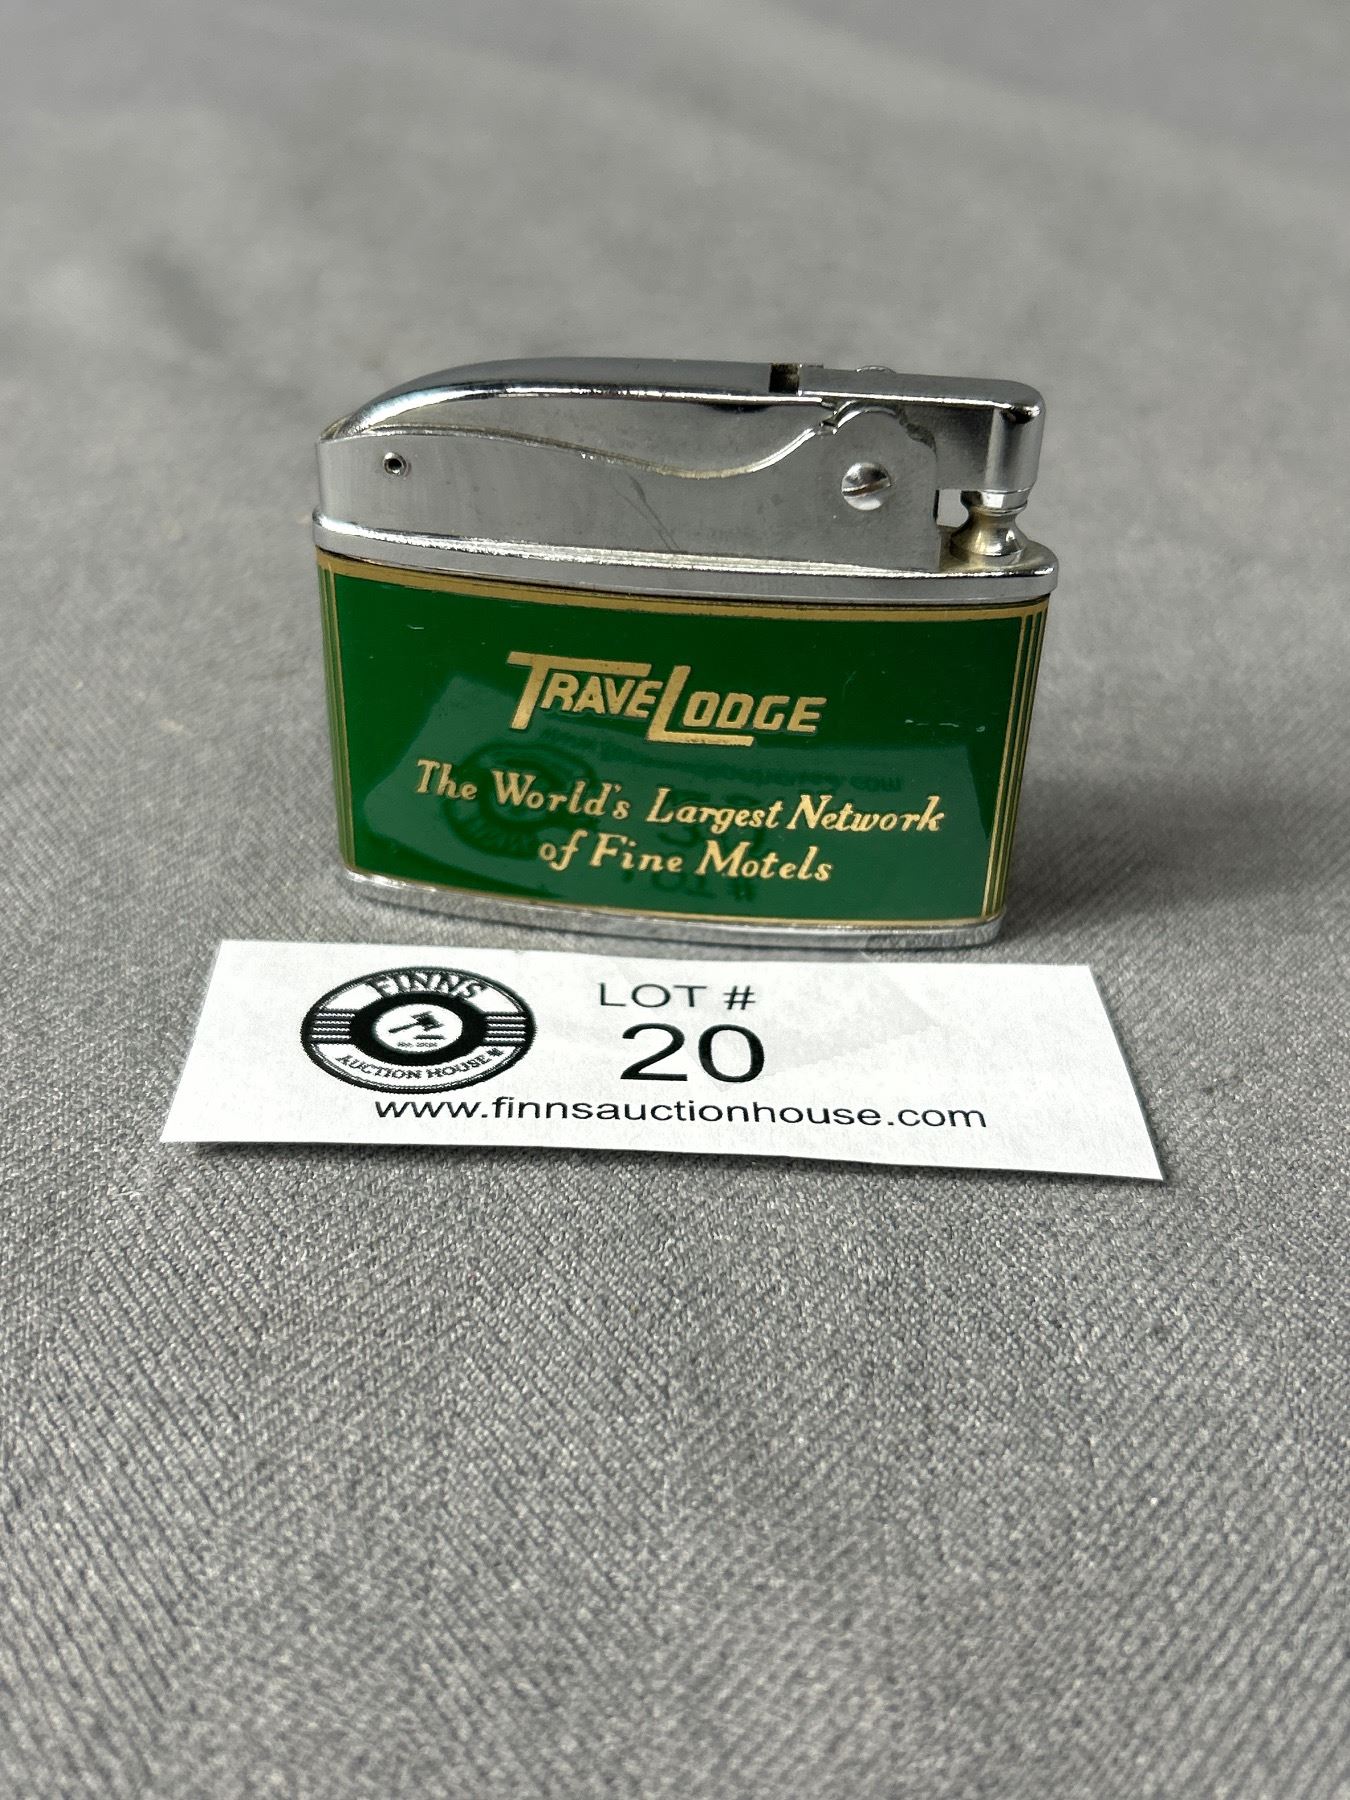 TRAVELODGE
The World's Largest Network
of Fine Motels
FINNS
AUCTION HOUSE
LOT #
20
www.finnsauctionhouse.com